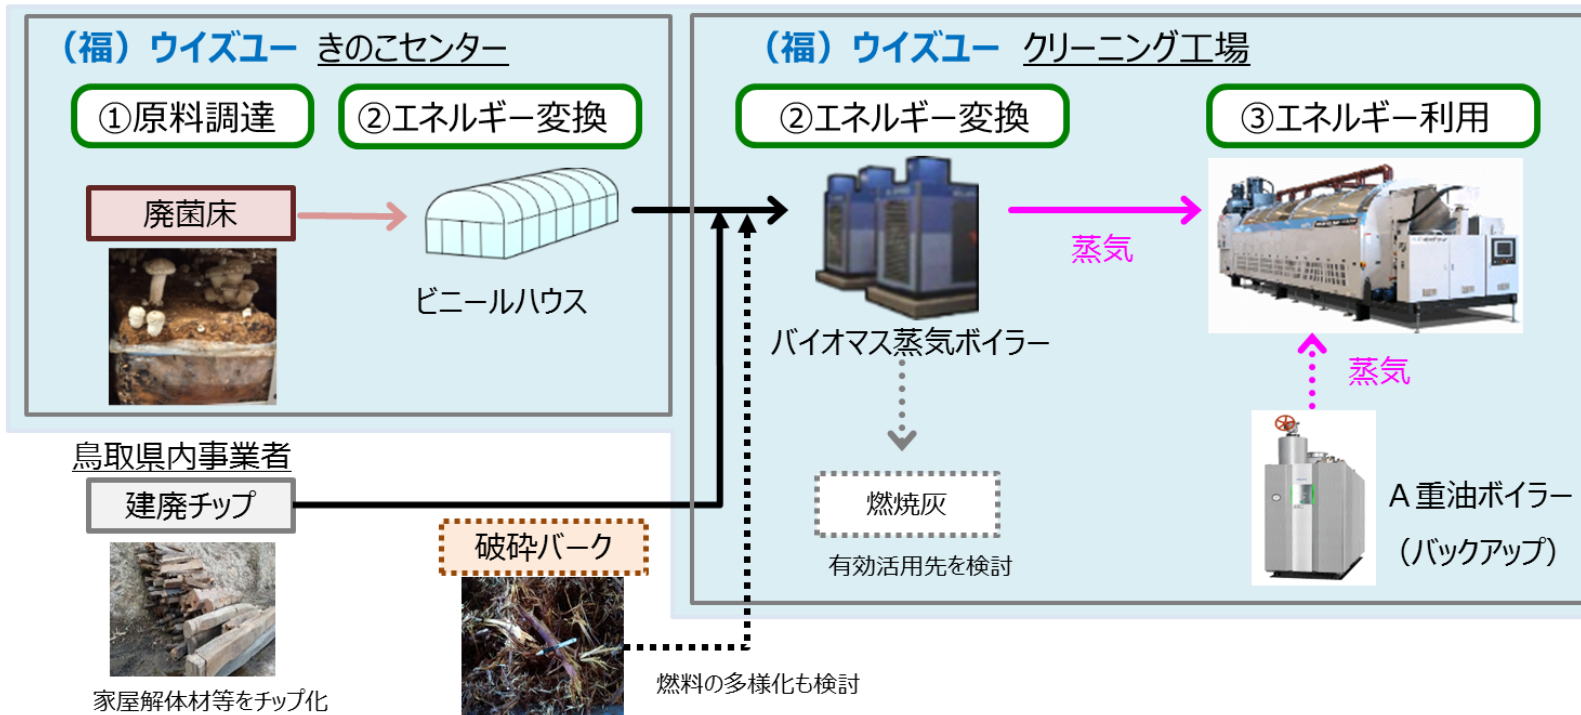 （福）ウイズユー きのこセンター
①原料調達
②エネルギー変換
廃菌床
ビニールハウス
（福）ウイズユー クリーニング工場
②エネルギー変換
③エネルギー利用
蒸気
バイオマス蒸気ボイラー
蒸気
燃焼灰
有効活用先を検討
A重油ボイラー
（バックアップ）
鳥取県内事業者
建廃チップ
家屋解体材等をチップ化
破砕バーク
燃料の多様化も検討